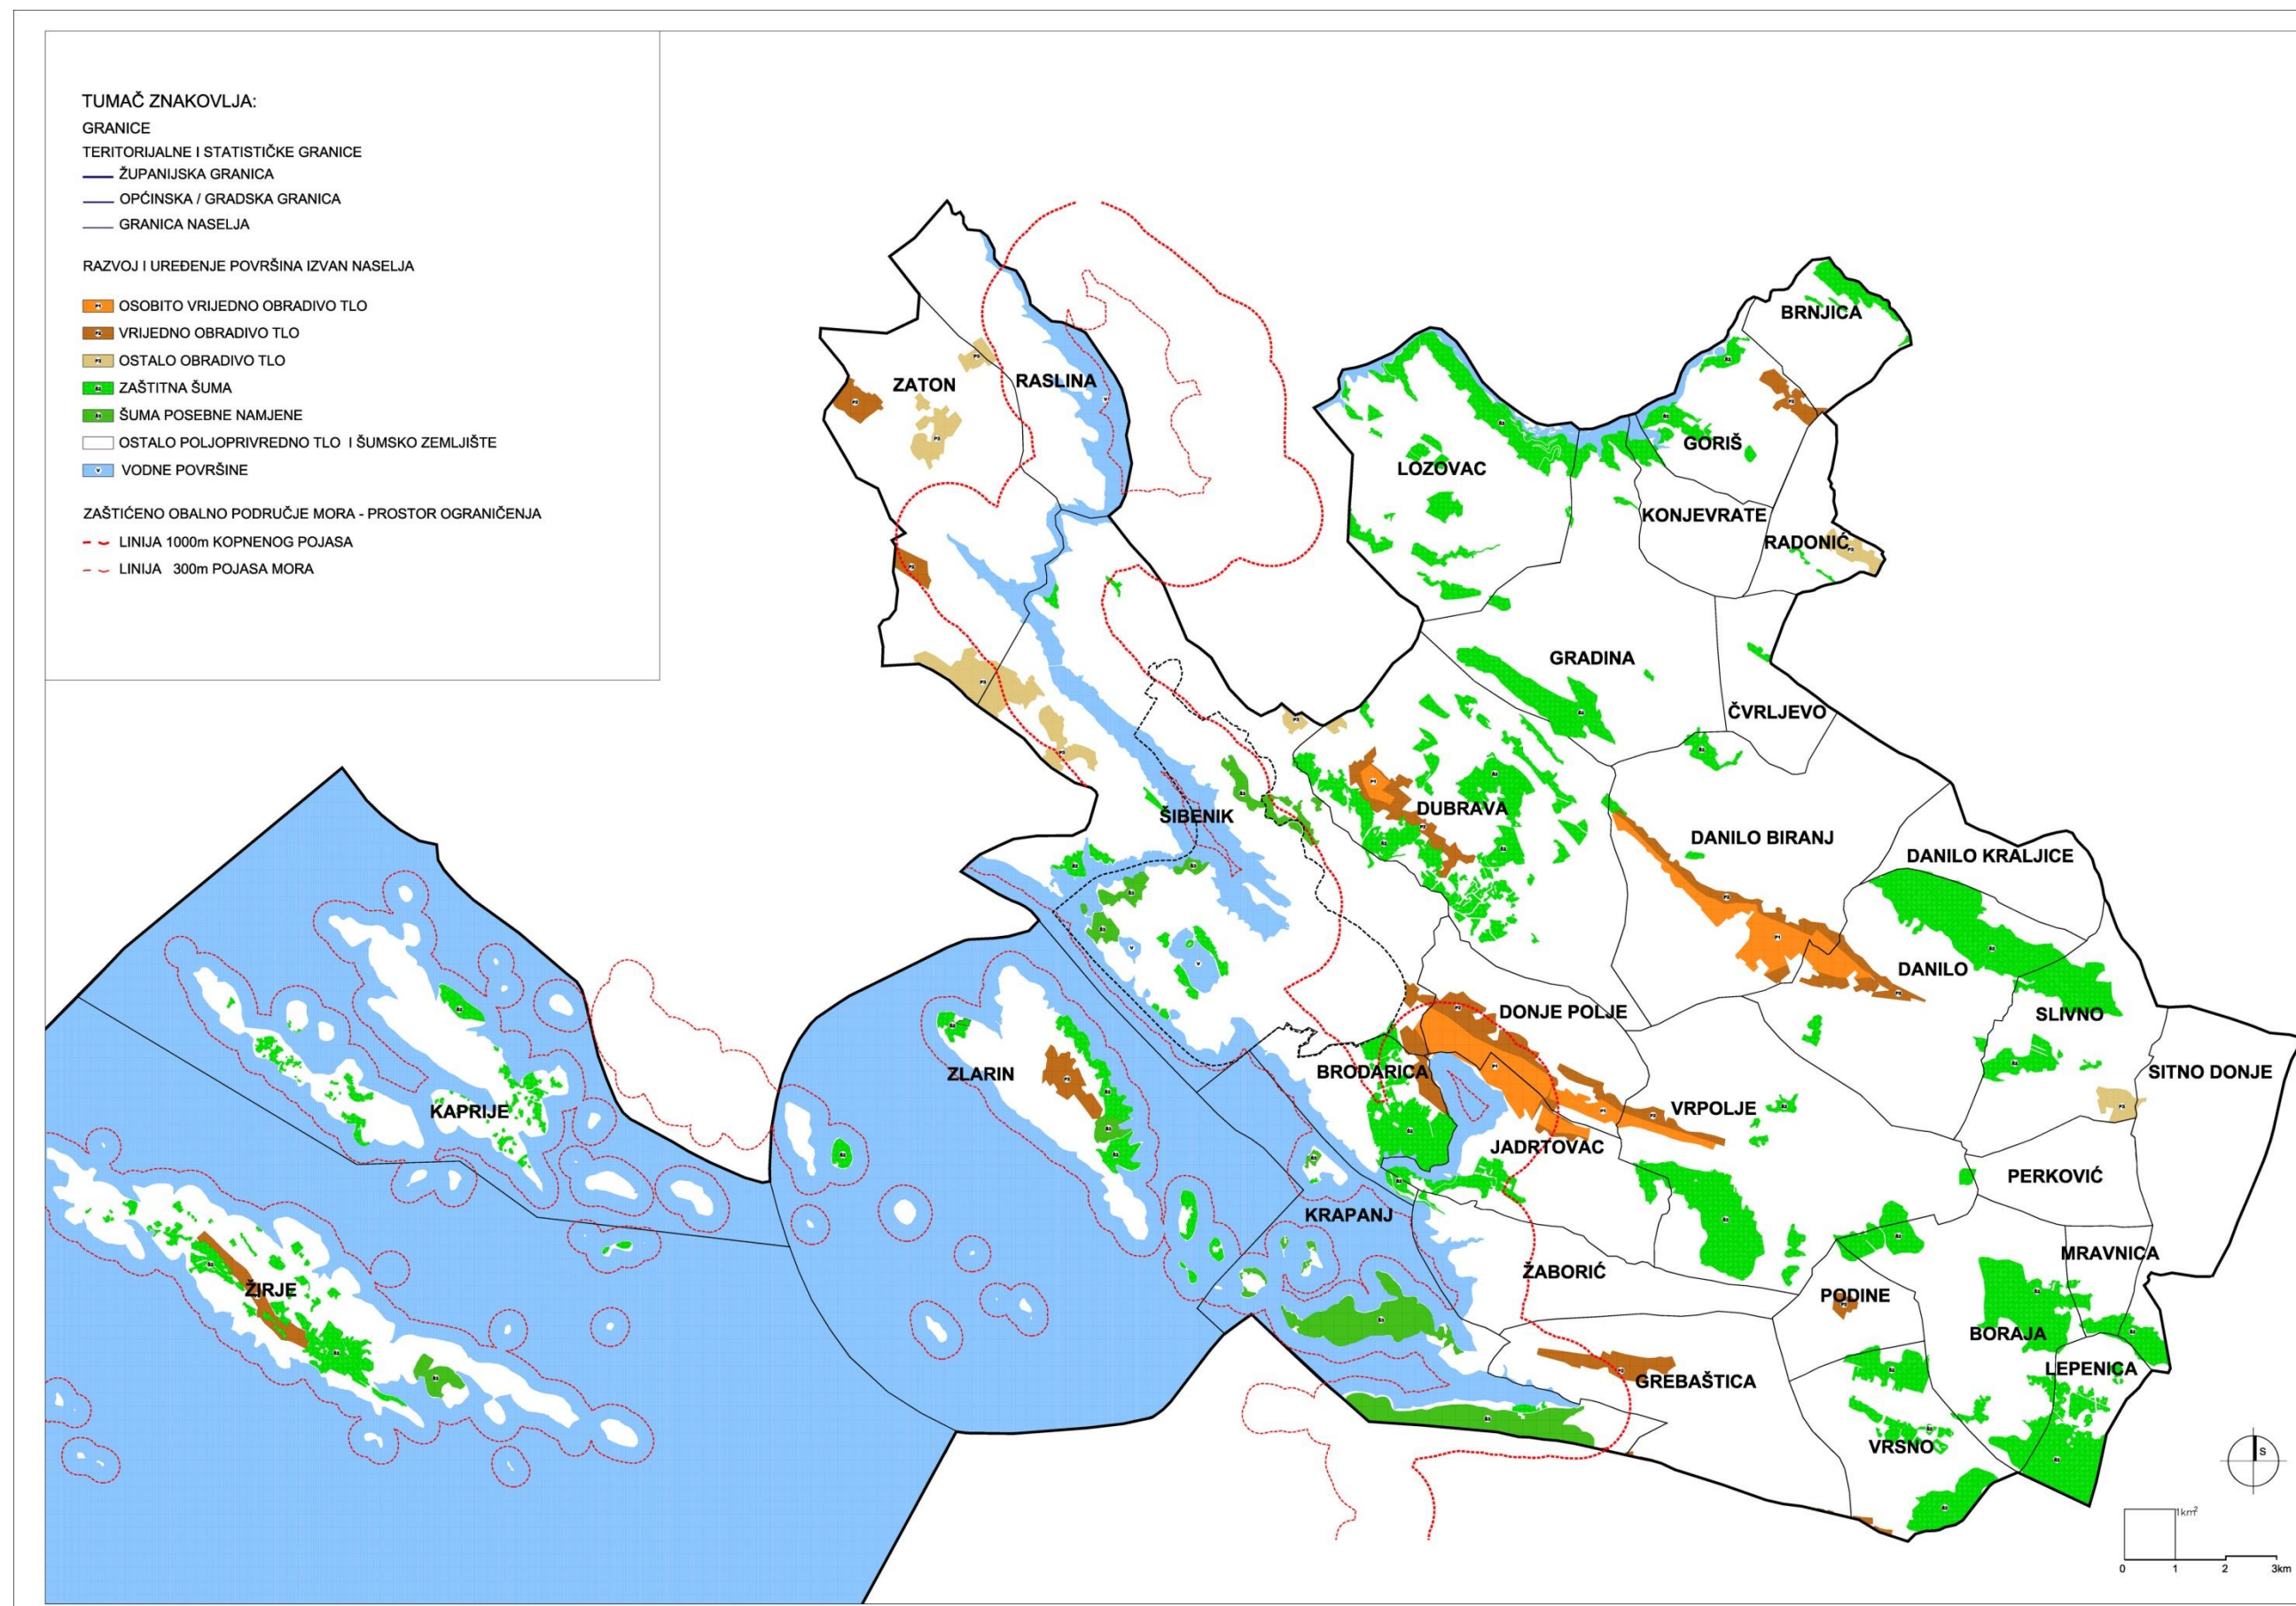 TUMAČ ZNAKOVLJA:
GRANICE
TERITORIJALNE I STATISTIČKE GRANICE
ŽUPANIJSKA GRANICA
OPĆINSKA / GRADSKA GRANICA
GRANICA NASELJA
RAZVOJ I UREĐENJE POVRŠINA IZVAN NASELJA
P1 OSOBITO VRIJEDNO OBRADIVO TLO
P2 VRIJEDNO OBRADIVO TLO
P3 OSTALO OBRADIVO TLO
ZAŠTITNA ŠUMA
ŠUMA POSEBNE NAMJENE
OSTALO POLJOPRIVREDNO TLO I ŠUMSKO ZEMLJIŠTE
V VODNE POVRŠINE
ZAŠTIĆENO OBALNO PODRUČJE MORA - PROSTOR OGRANIČENJA
LINIJA 1000m KOPNENOG POJASA
LINIJA 300m POJASA MORA
BRNJICA
ZATON
RASLINA
GORIŠ
LOZOVAC
KONJEVRATE
RADONIĆ
GRADINA
ČVRLJEVO
ŠIBENIK
DUBRAVA
DANILO BIRANJ
DANILO KRALJICE
DANILO
SLIVNO
DONJE POLJE
SITNO DONJE
ZLARIN
BRODARICA
KAPRIJE
VRPOLJE
JADRTOVAC
PERKOVIĆ
KRAPANJ
MRAVNICA
ŽABORIĆ
ŽIRJE
PODINE
BORAJA
LEPENICA
GREBAŠTICA
VRSNO
S
1km²
0 1 2 3km